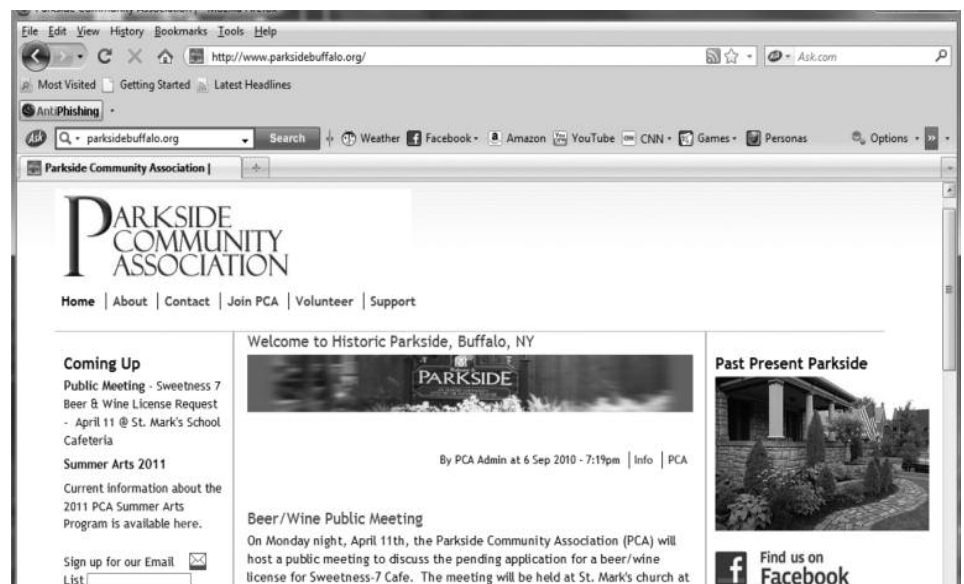 File Edit View History Bookmarks Tools Help
http://www.parksidebuffalo.org/
Ask.com
Most Visited Getting Started Latest Headlines
AntiPhishing
Ask parksidebuffalo.org Search Weather Facebook Amazon YouTube CNN Games Personas Options
Parkside Community Association |
PARKSIDE
COMMUNITY
ASSOCIATION
Home | About | Contact | Join PCA | Volunteer | Support
Coming Up
Public Meeting - Sweetness 7
Beer & Wine License Request
- April 11 @ St. Mark's School
Cafeteria
Summer Arts 2011
Current information about the
2011 PCA Summer Arts
Program is available here.
Sign up for our Email
List
Welcome to Historic Parkside, Buffalo, NY
PARKSIDE
By PCA Admin at 6 Sep 2010 - 7:19pm | Info | PCA
Beer/Wine Public Meeting
On Monday night, April 11th, the Parkside Community Association (PCA) will
host a public meeting to discuss the pending application for a beer/wine
license for Sweetness-7 Cafe. The meeting will be held at St. Mark's church at
Past Present Parkside
Find us on
Facebook